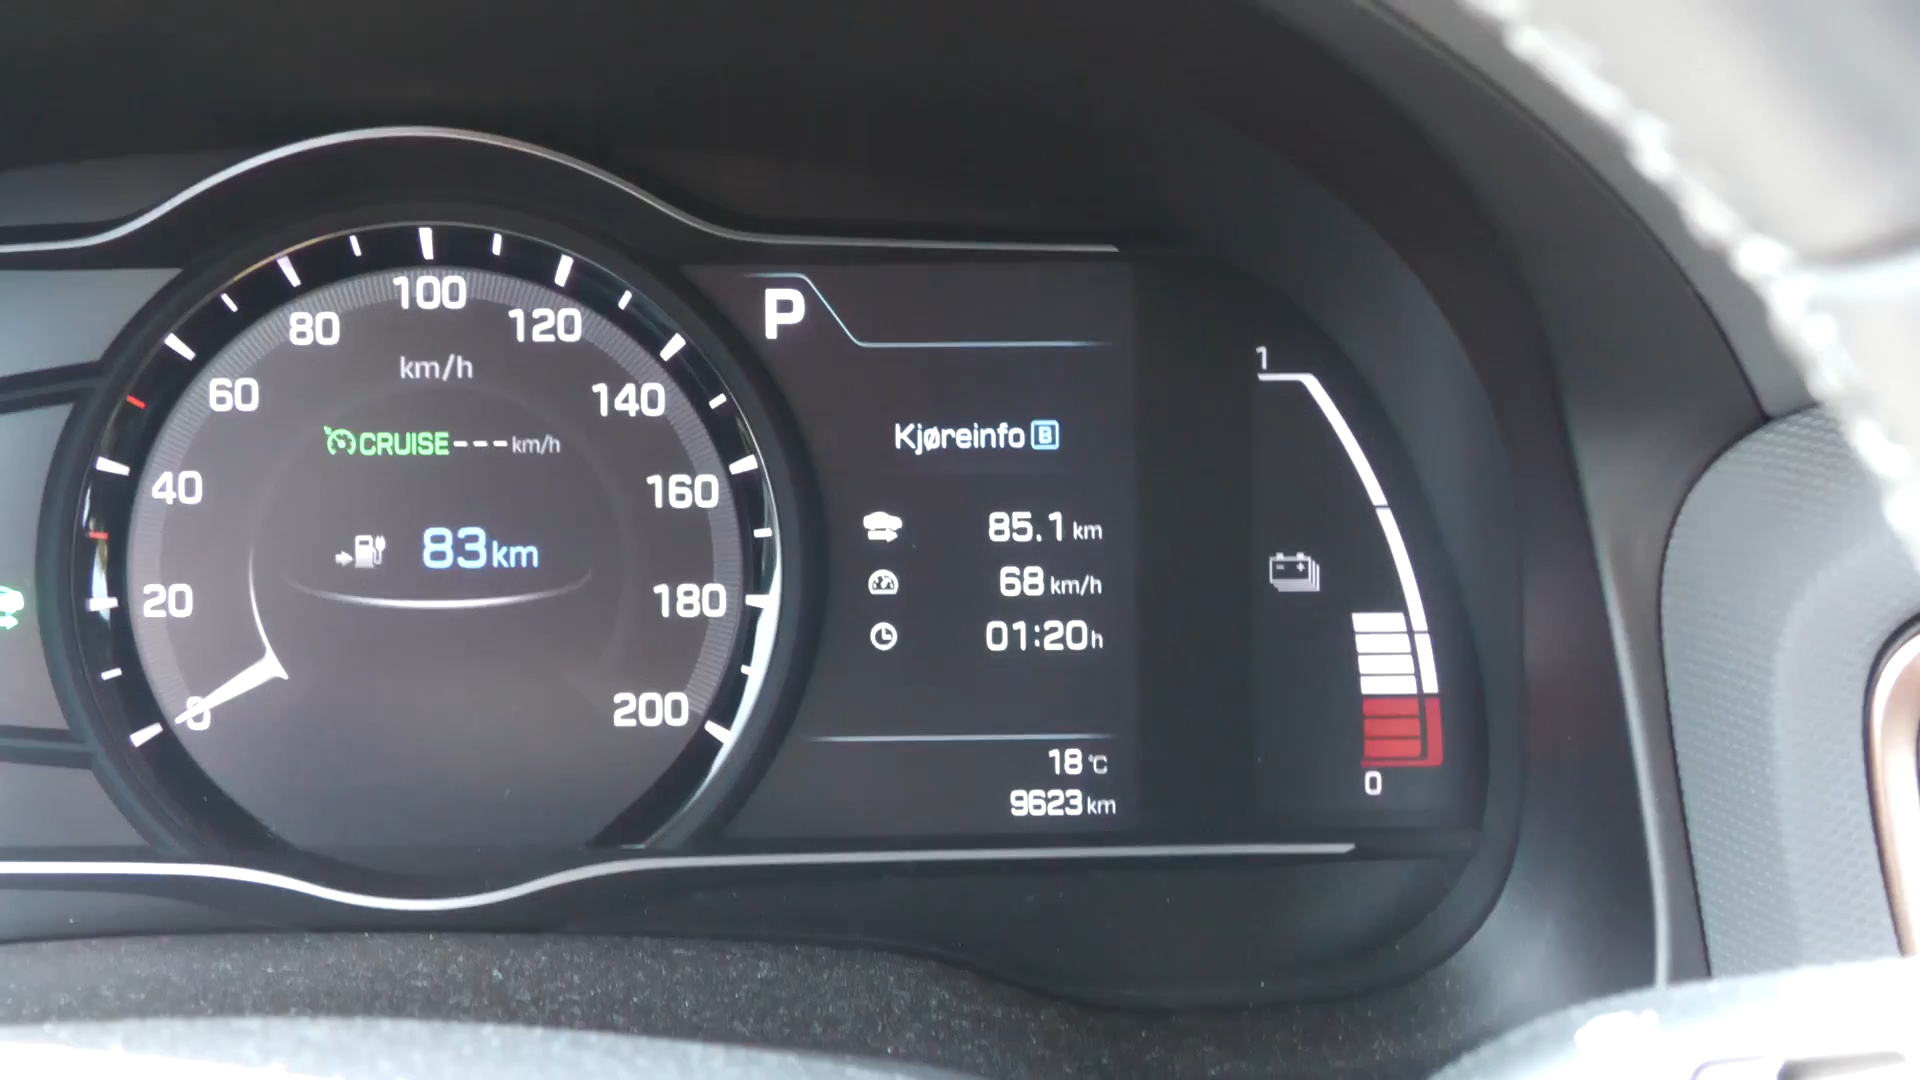 0
20
40
60
80
100
120
140
160
180
200
km/h
CRUISE---km/h
83km
P
Kjøreinfo B
85.1 km
68 km/h
01:20h
18 °C
9623 km
1
0